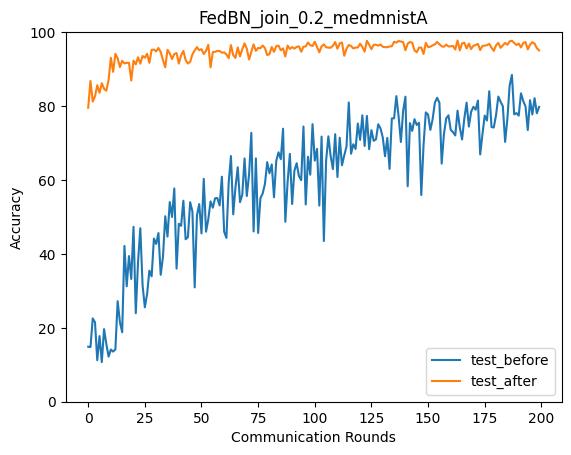 FedBN_join_0.2_medmnistA
100
80
60
40
20
0
Accuracy
0 25 50 75 100 125 150 175 200
Communication Rounds
test_before
test_after